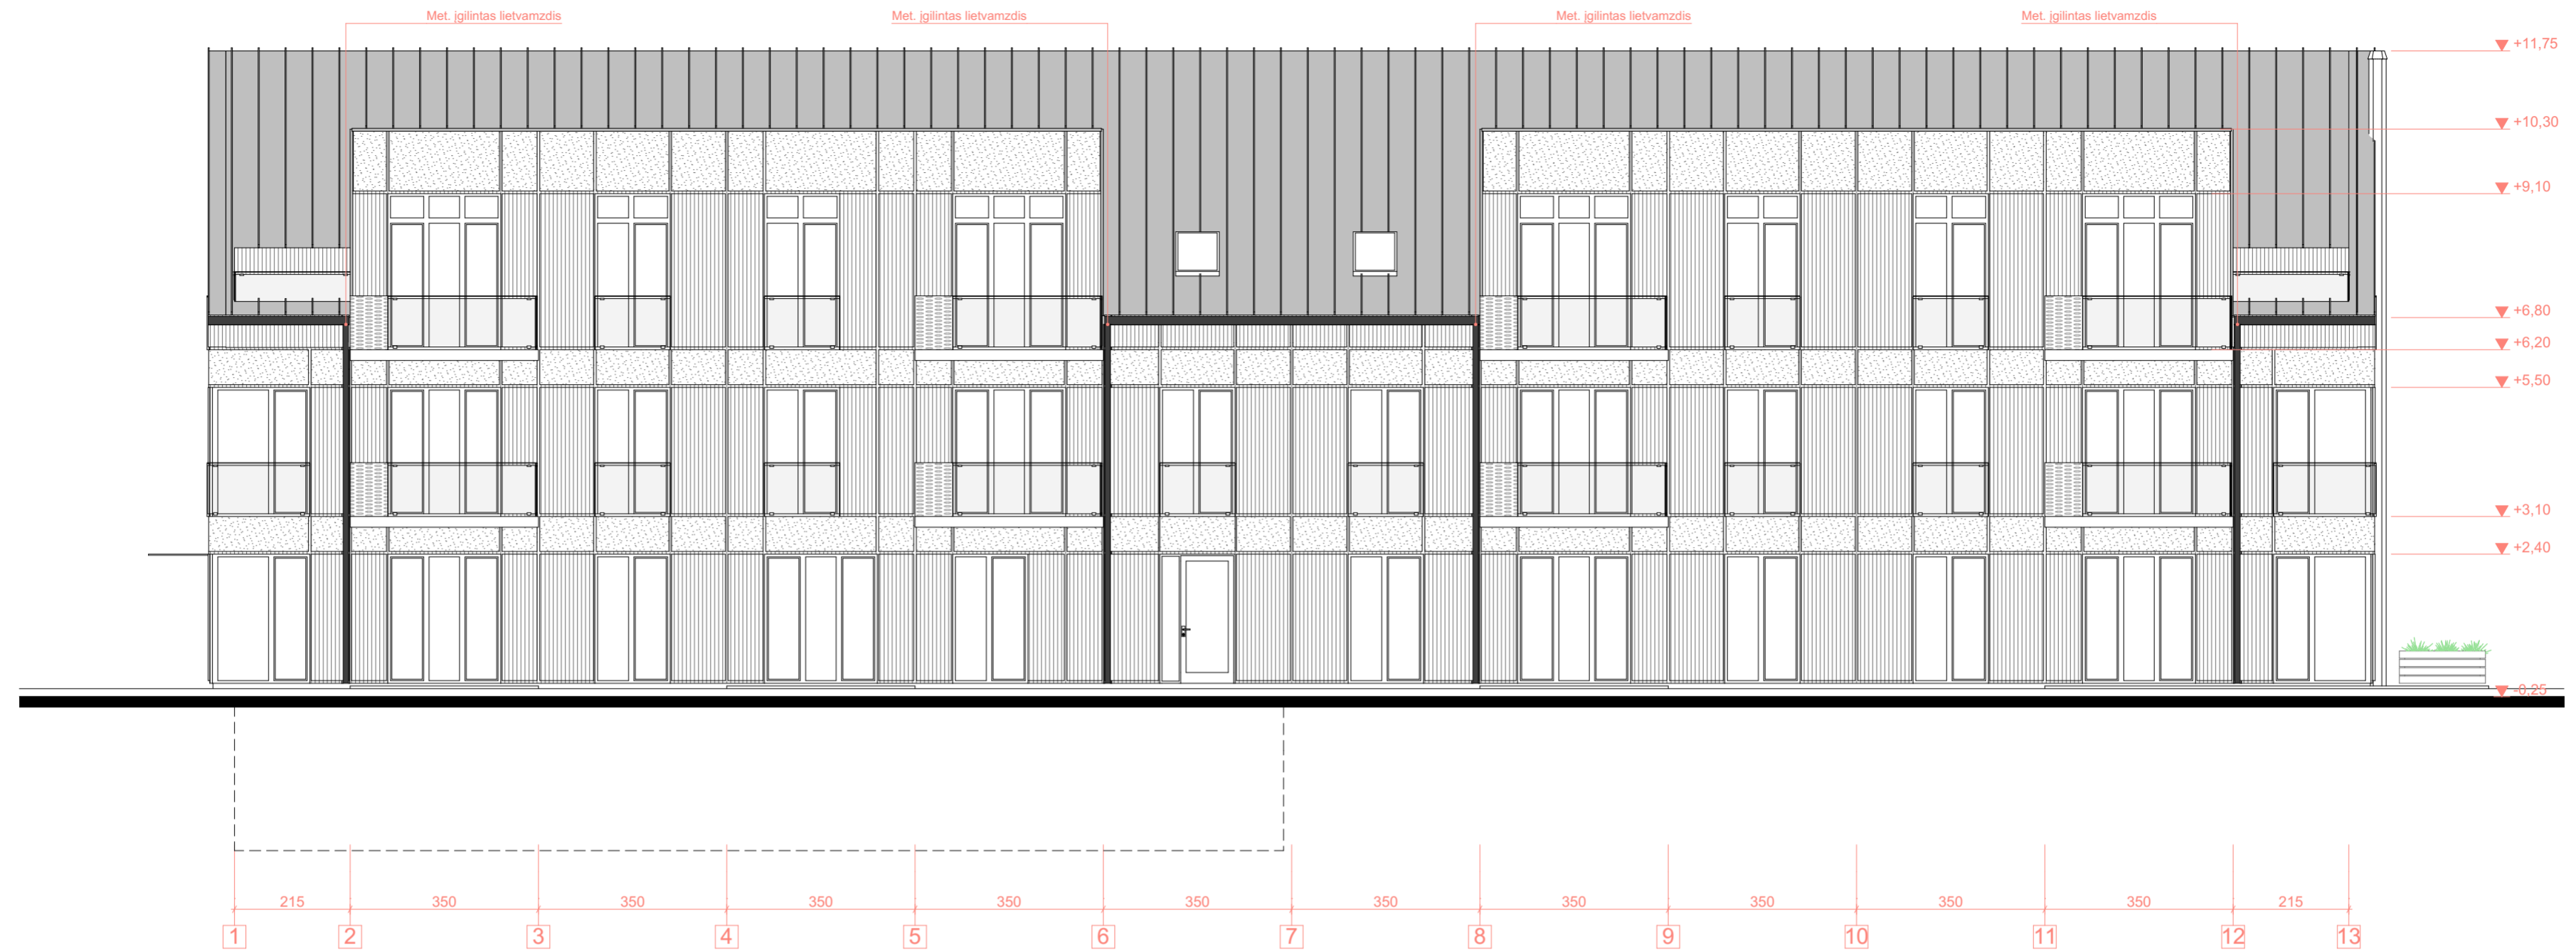 Met. įgilintas lietvamzdis
Met. įgilintas lietvamzdis
Met. įgilintas lietvamzdis
Met. įgilintas lietvamzdis
+11,75
+10,30
+9,10
+6,80
+6,20
+5,50
+3,10
+2,40
-0,25
215 350 350 350 350 350 350 350 350 350 350 215
1 2 3 4 5 6 7 8 9 10 11 12 13